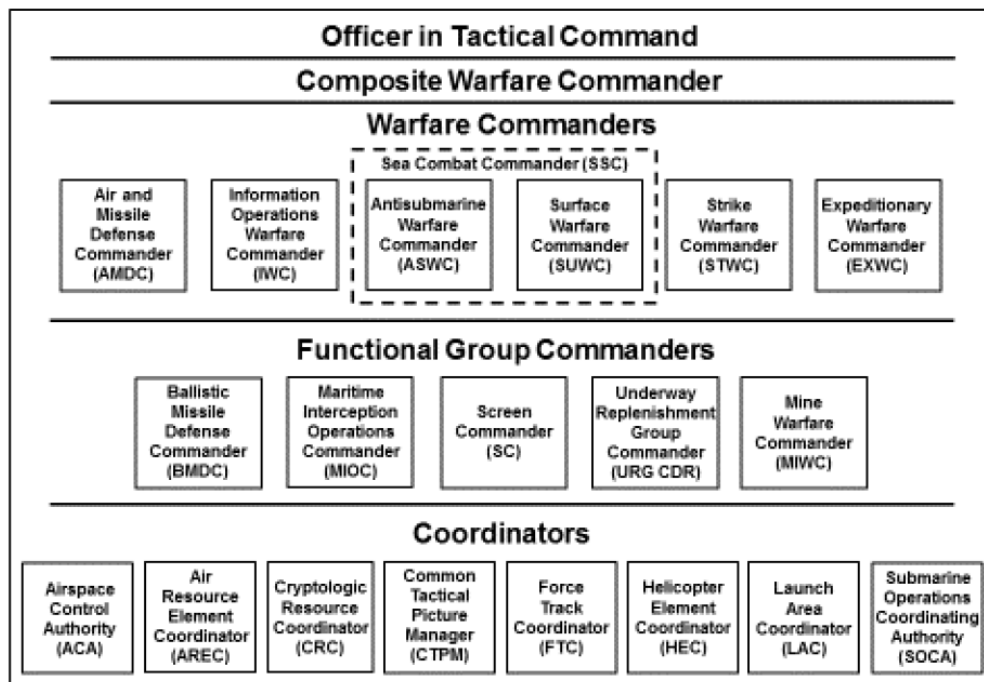 Officer in Tactical Command
Composite Warfare Commander
Warfare Commanders
Sea Combat Commander (SSC)
Air and
Missile
Defense
Commander
(AMDC)
Information
Operations
Warfare
Commander
(IWC)
Antisubmarine
Warfare
Commander
(ASWC)
Surface
Warfare
Commander
(SUWC)
Strike
Warfare
Commander
(STWC)
Expeditionary
Warfare
Commander
(EXWC)
Functional Group Commanders
Ballistic
Missile
Defense
Commander
(BMDC)
Maritime
Interception
Operations
Commander
(MIOC)
Screen
Commander
(SC)
Underway
Replenishment
Group
Commander
(URG CDR)
Mine
Warfare
Commander
(MIWC)
Coordinators
Airspace
Control
Authority
(ACA)
Air
Resource
Element
Coordinator
(AREC)
Cryptologic
Resource
Coordinator
(CRC)
Common
Tactical
Picture
Manager
(CTPM)
Force
Track
Coordinator
(FTC)
Helicopter
Element
Coordinator
(HEC)
Launch
Area
Coordinator
(LAC)
Submarine
Operations
Coordinating
Authority
(SOCA)